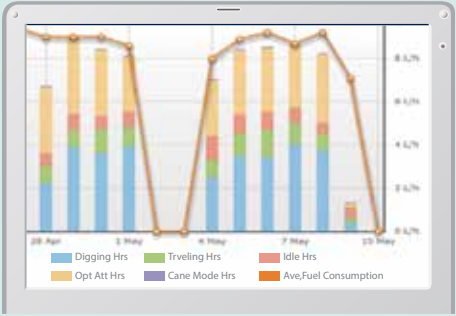 8 L/h
6 L/h
4 L/h
2 L/h
0 L/h
28 Apr
1 May
4 May
7 May
10 May
Digging Hrs
Trveling Hrs
Idle Hrs
Opt Att Hrs
Cane Mode Hrs
Ave,Fuel Consumption